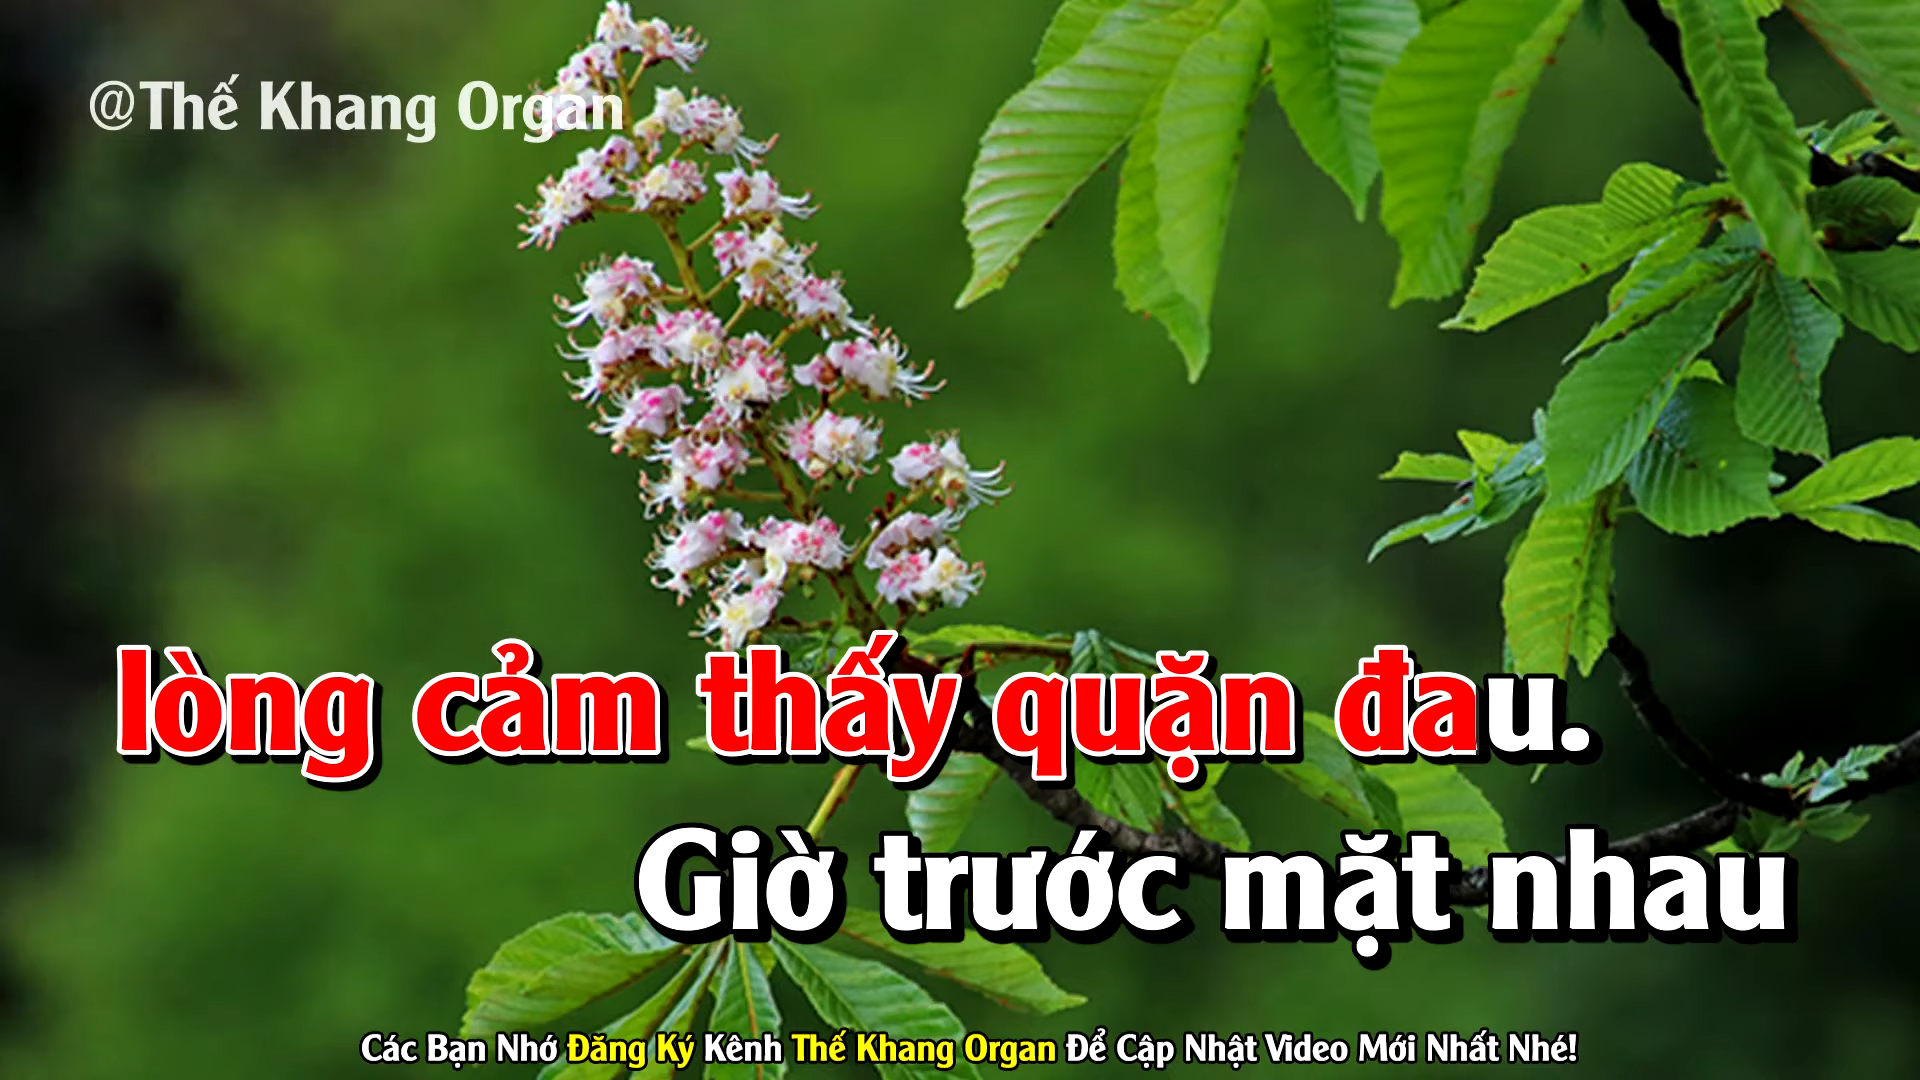 @Thế Khang Organ
lòng cảm thấy quặn đau.
Giờ trước mặt nhau
Các Bạn Nhớ Đăng Ký Kênh Thế Khang Organ Để Cập Nhật Video Mới Nhất Nhé!